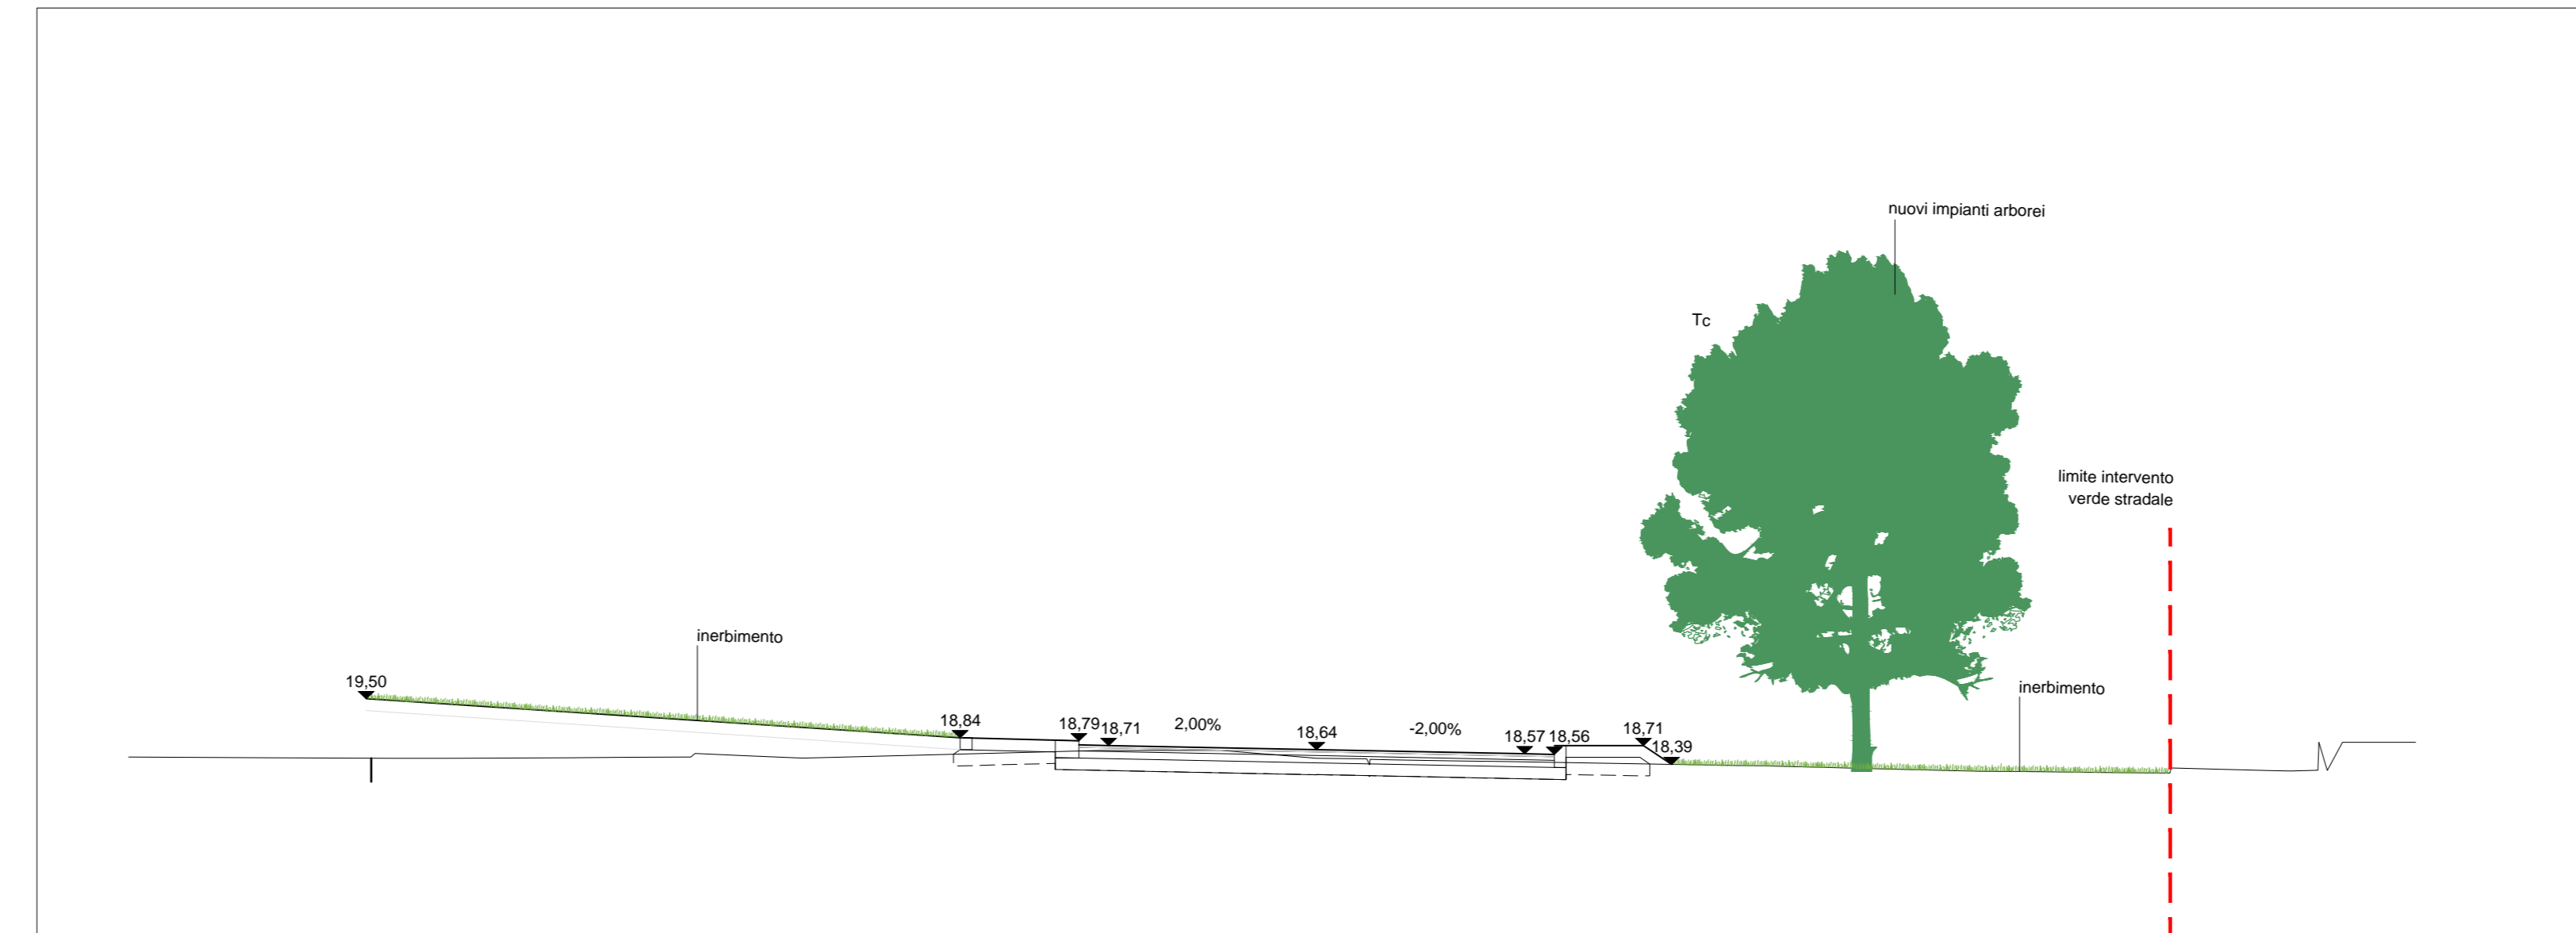 nuovi impianti arborei
Tc
limite intervento
verde stradale
inerbimento
19,50
18,84
18,79
18,71
2,00%
18,64
-2,00%
18,57
18,56
18,71
18,39
inerbimento